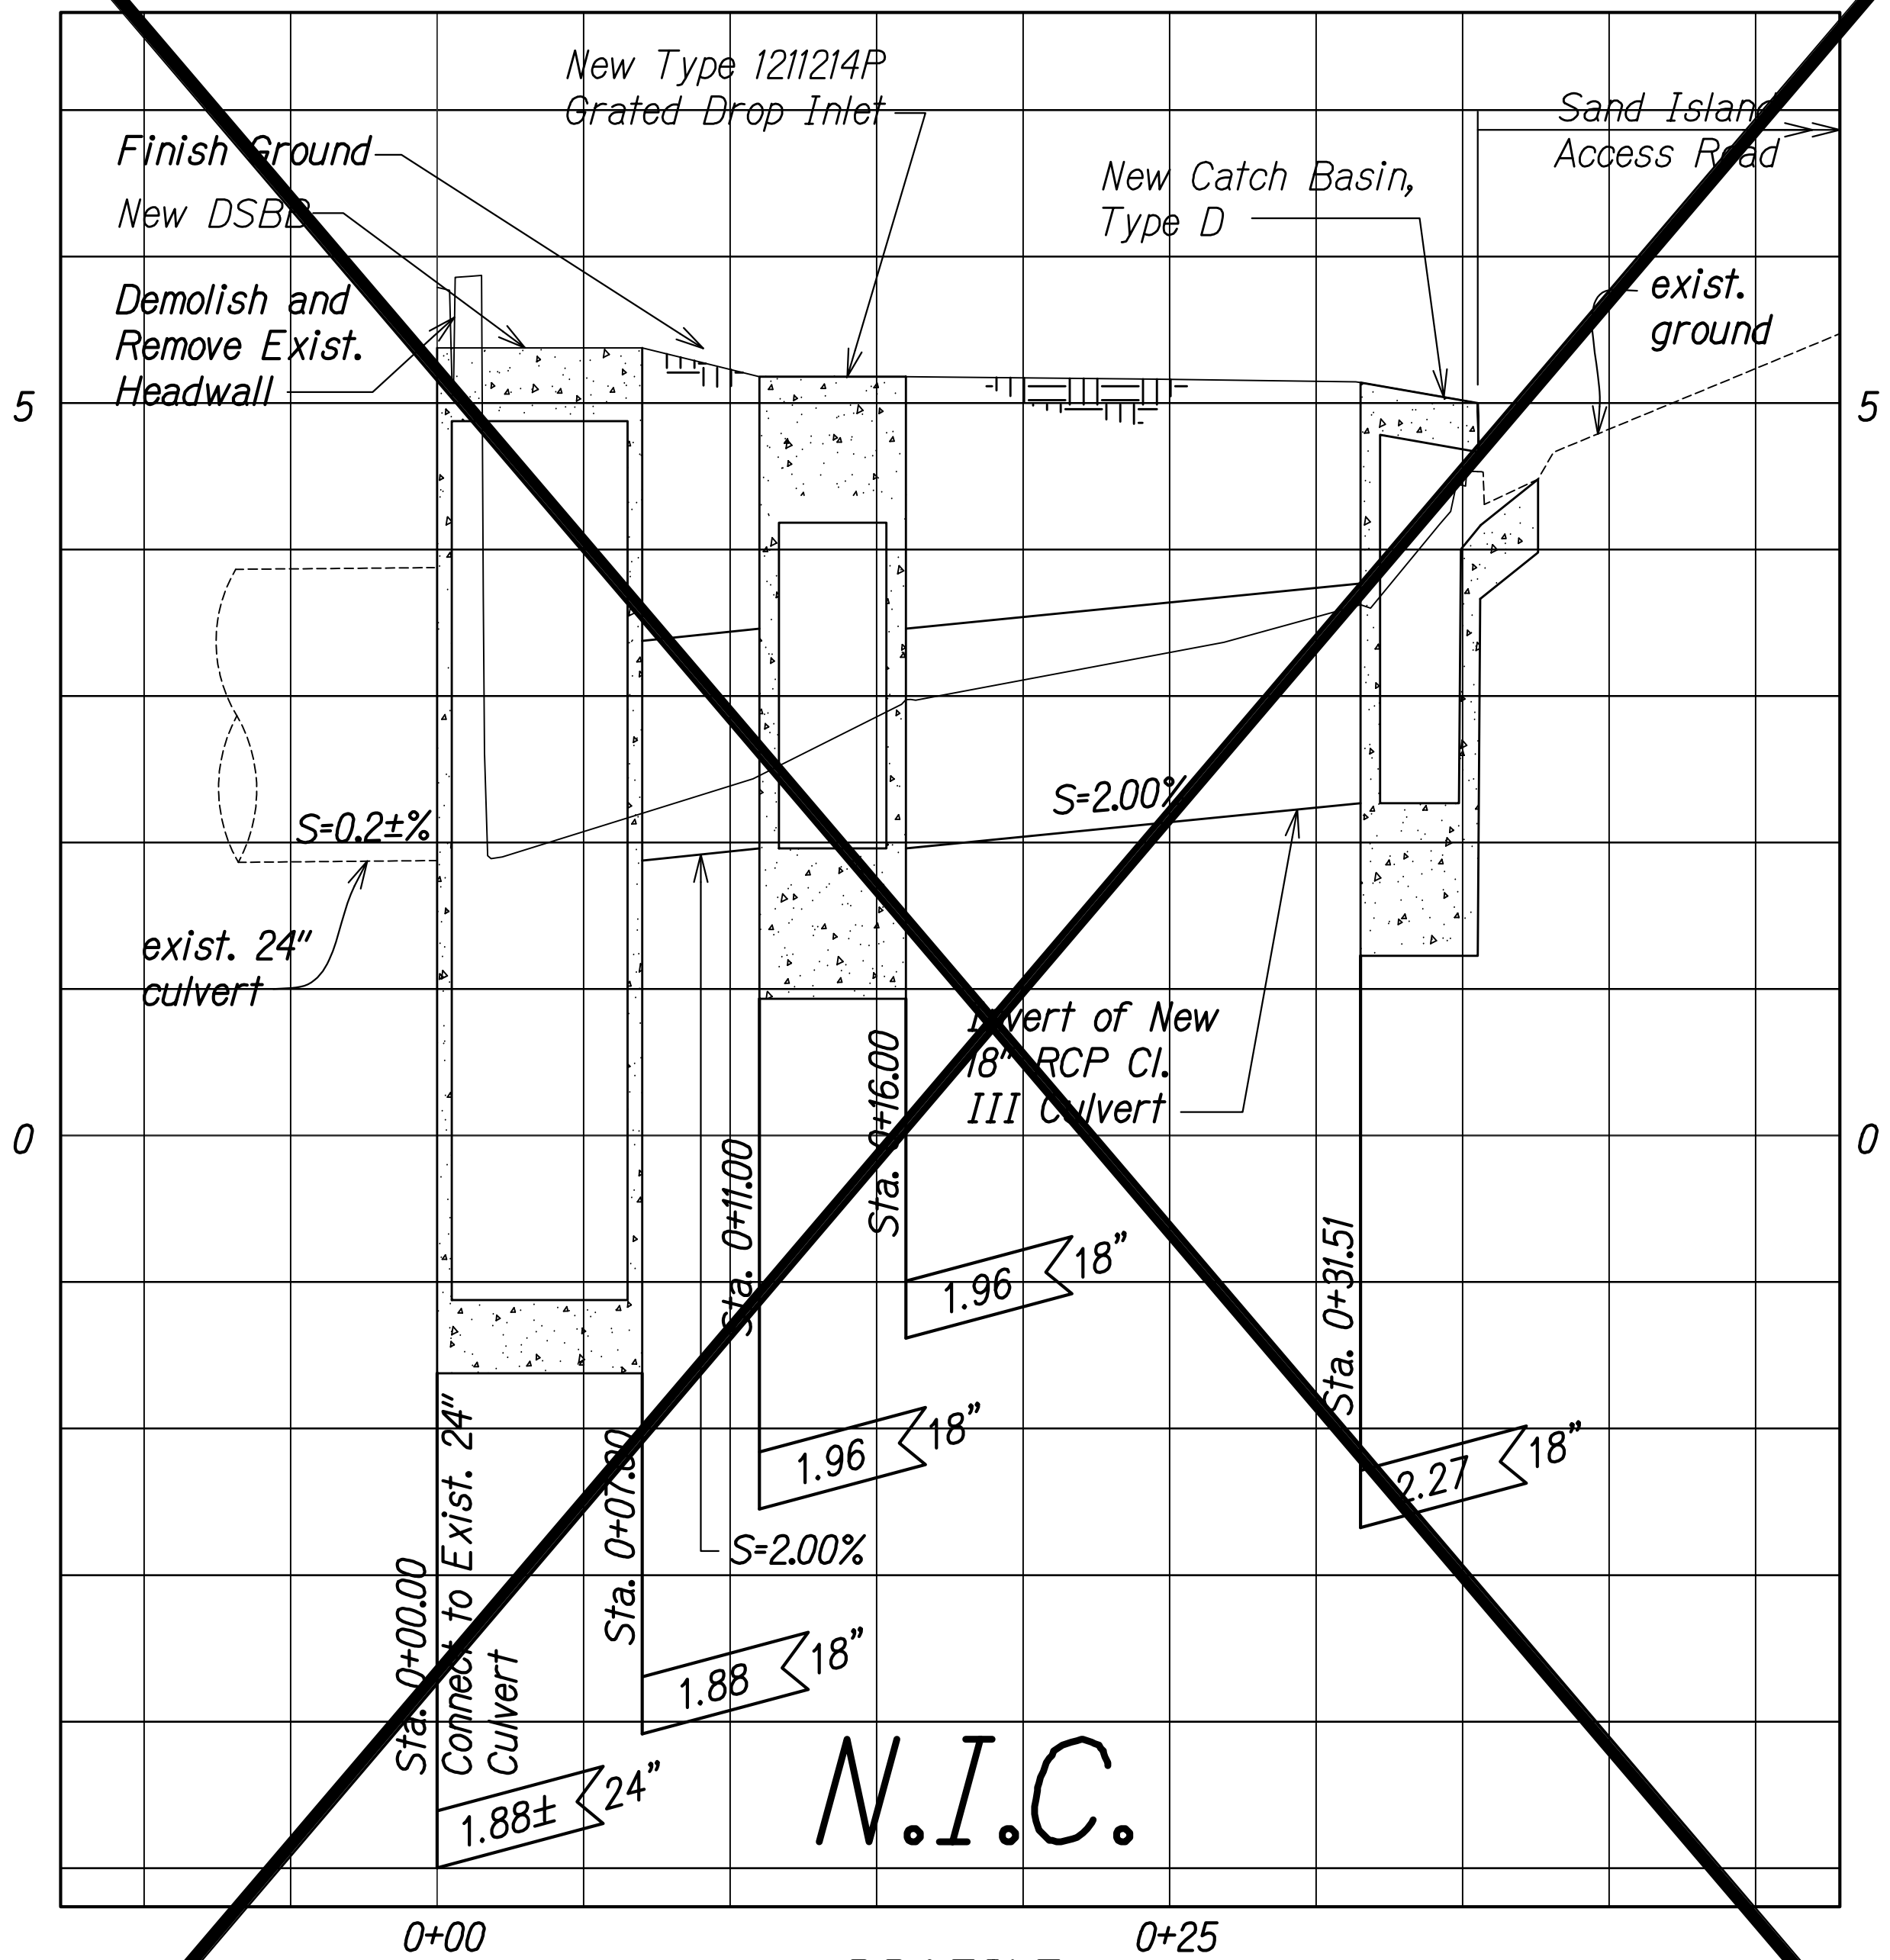 New Type 1211214P
Grated Drop Inlet
Sand Island
Access Road
Finish Ground
New Catch Basin,
Type D
New DSBB
exist.
ground
Demolish and
Remove Exist.
Headwall
5
5
S=2.00%
S=0.2±%
exist. 24"
culvert
Invert of New
18" RCP Cl.
III Culvert
0
0
Sta. 0+16.00
Sta. 0+11.00
Sta. 0+31.51
1.96
18"
1.96
18"
2.27
18"
S=2.00%
Sta. 0+07.00
Sta. 0+00.00
Connect to Exist. 24"
Culvert
1.88
18"
1.88±
24"
N.I.C.
0+00
0+25